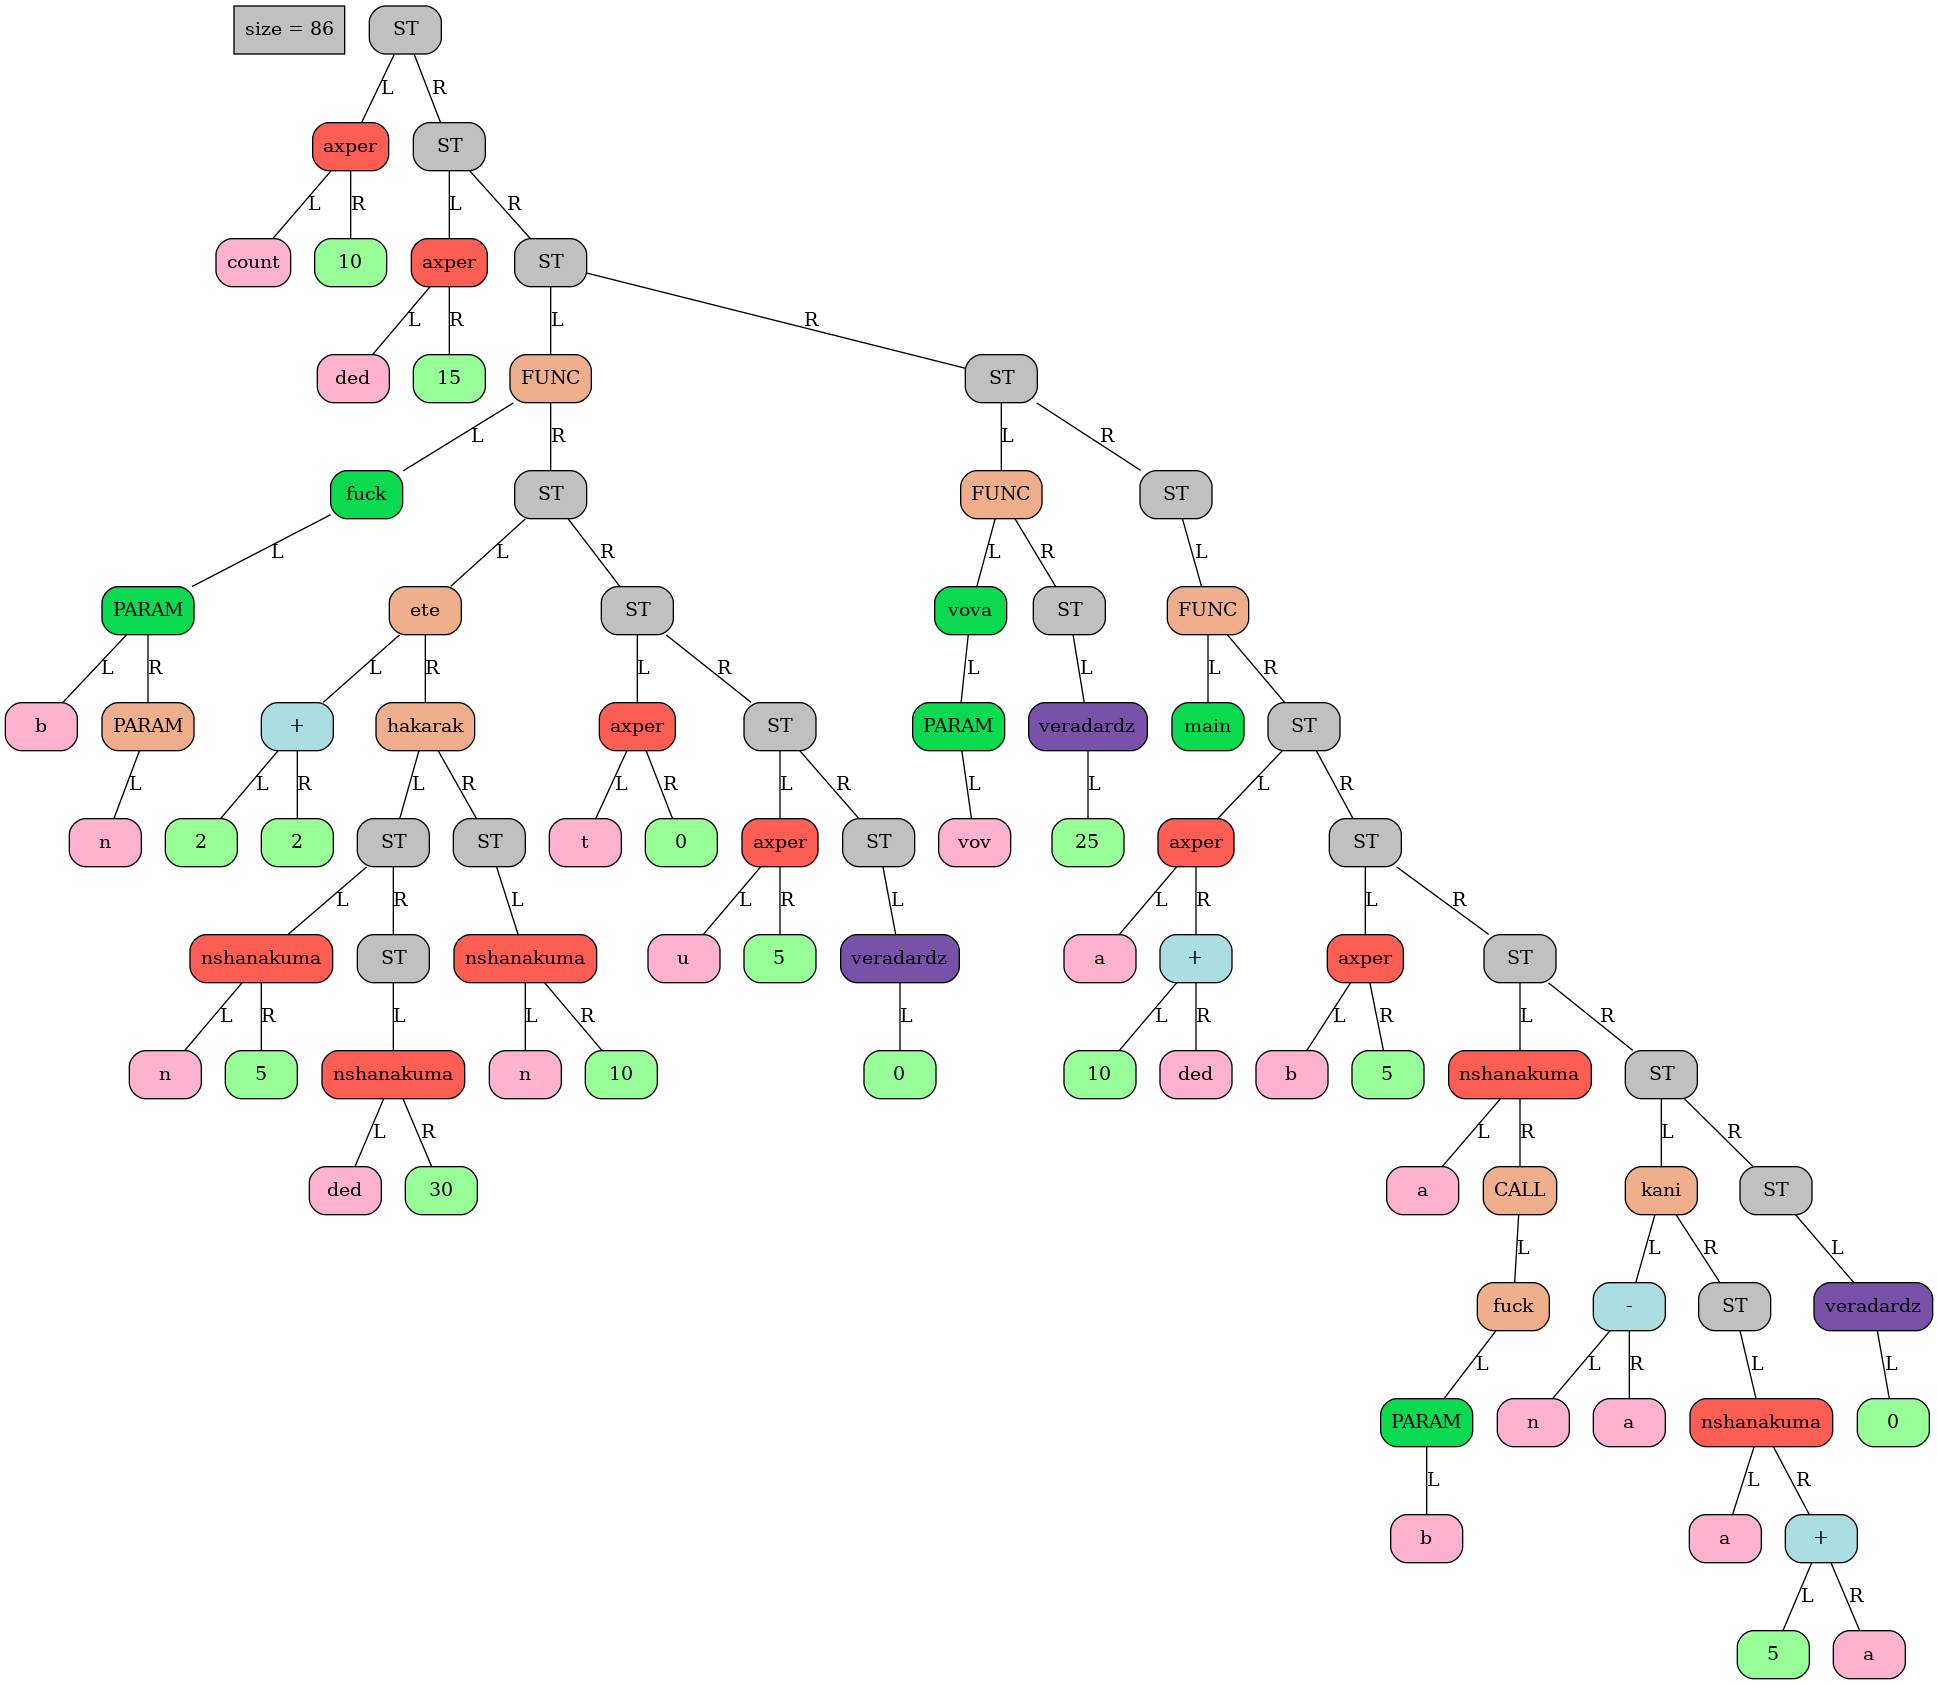 size = 86 ST
L R
axper ST
L R L R
count 10 axper ST
L R L R
ded 15 FUNC ST
L R L R
fuck ST FUNC ST
L L R L R L
PARAM ete ST vova ST FUNC
L R L R L R L L L R
b PARAM + hakarak axper ST PARAM veradardz main ST
L L R L R L R L R L L L R
n 2 2 ST ST t 0 axper ST vov 25 axper ST
L R L L R L L R L R
nshanakuma ST nshanakuma u 5 veradardz a + axper ST
L R L L R L L R L R L R
n 5 nshanakuma n 10 0 10 ded b 5 nshanakuma ST
L R L R L R
ded 30 a CALL kani ST
L L R L
fuck - ST veradardz
L L R L L
PARAM n a nshanakuma 0
L L R
b a +
L R
5 a